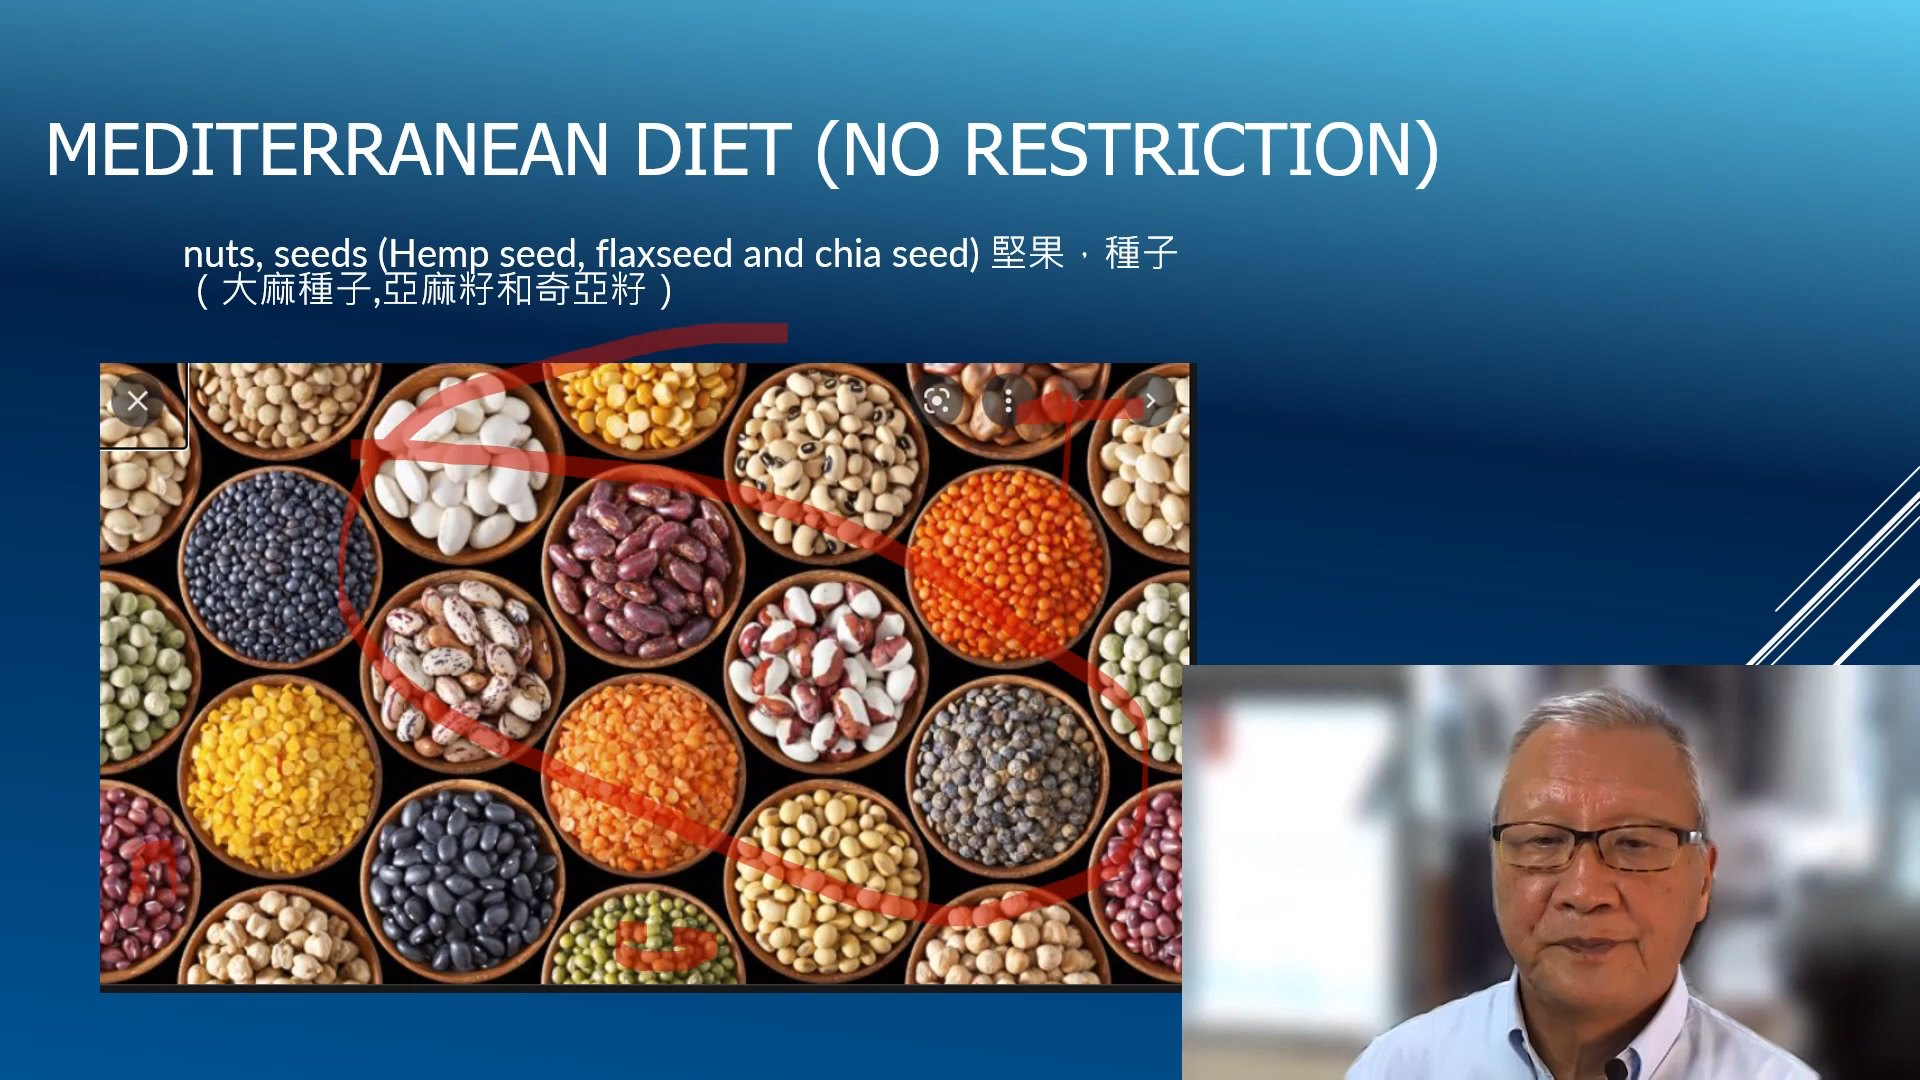 MEDITERRANEAN DIET (NO RESTRICTION)
nuts, seeds (Hemp seed, flaxseed and chia seed) 堅果，種子
（大麻種子,亞麻籽和奇亞籽）